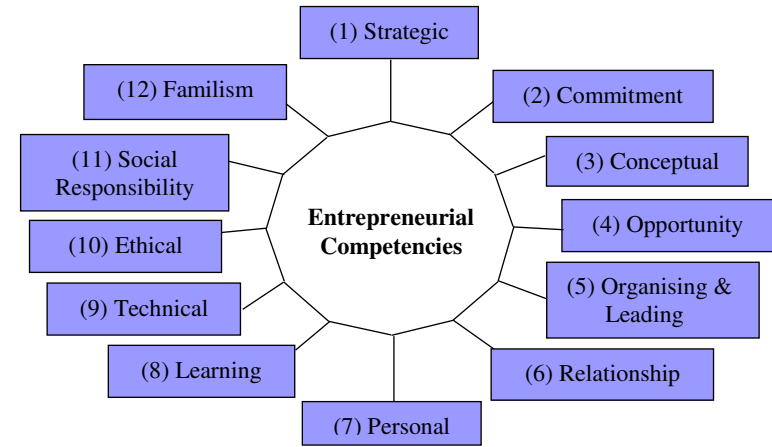 (1) Strategic
(2) Commitment
(3) Conceptual
(4) Opportunity
(5) Organising &
Leading
(6) Relationship
(7) Personal
(8) Learning
(9) Technical
(10) Ethical
(11) Social
Responsibility
(12) Familism
Entrepreneurial
Competencies